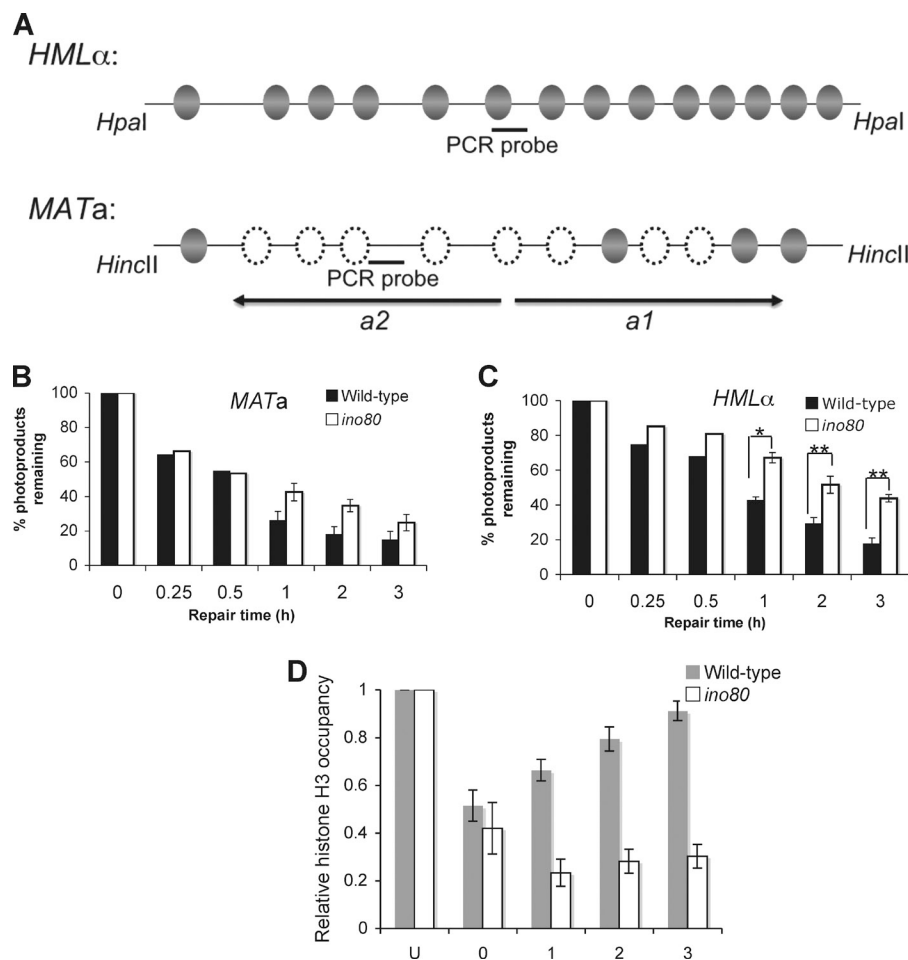 A
HMLα:
HpaI
HpaI
PCR probe
MATa:
HincII
HincII
PCR probe
a2
a1
B
MATa
Wild-type
ino80
% photoproducts
remaining
100
80
60
40
20
0
0 0.25 0.5 1 2 3
Repair time (h)
C
HMLα
Wild-type
ino80
% photoproducts
remaining
100
80
60
40
20
0
*
**
**
0 0.25 0.5 1 2 3
Repair time (h)
D
Wild-type
ino80
Relative histone H3 occupancy
1
0.8
0.6
0.4
0.2
0
U 0 1 2 3